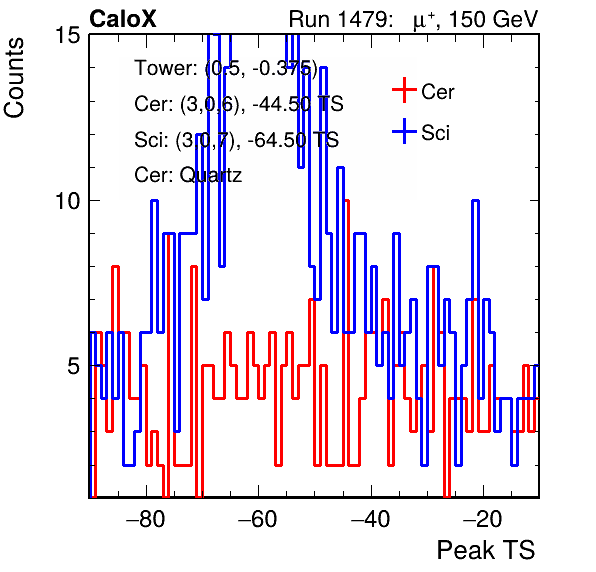 CaloX Run 1479: μ⁺, 150 GeV
Counts
15
10
5
Tower: (0.5, -0.375)
Cer: (3,0,6), -44.50 TS
Sci: (3,0,7), -64.50 TS
Cer: Quartz
Cer
Sci
−80 −60 −40 −20
Peak TS